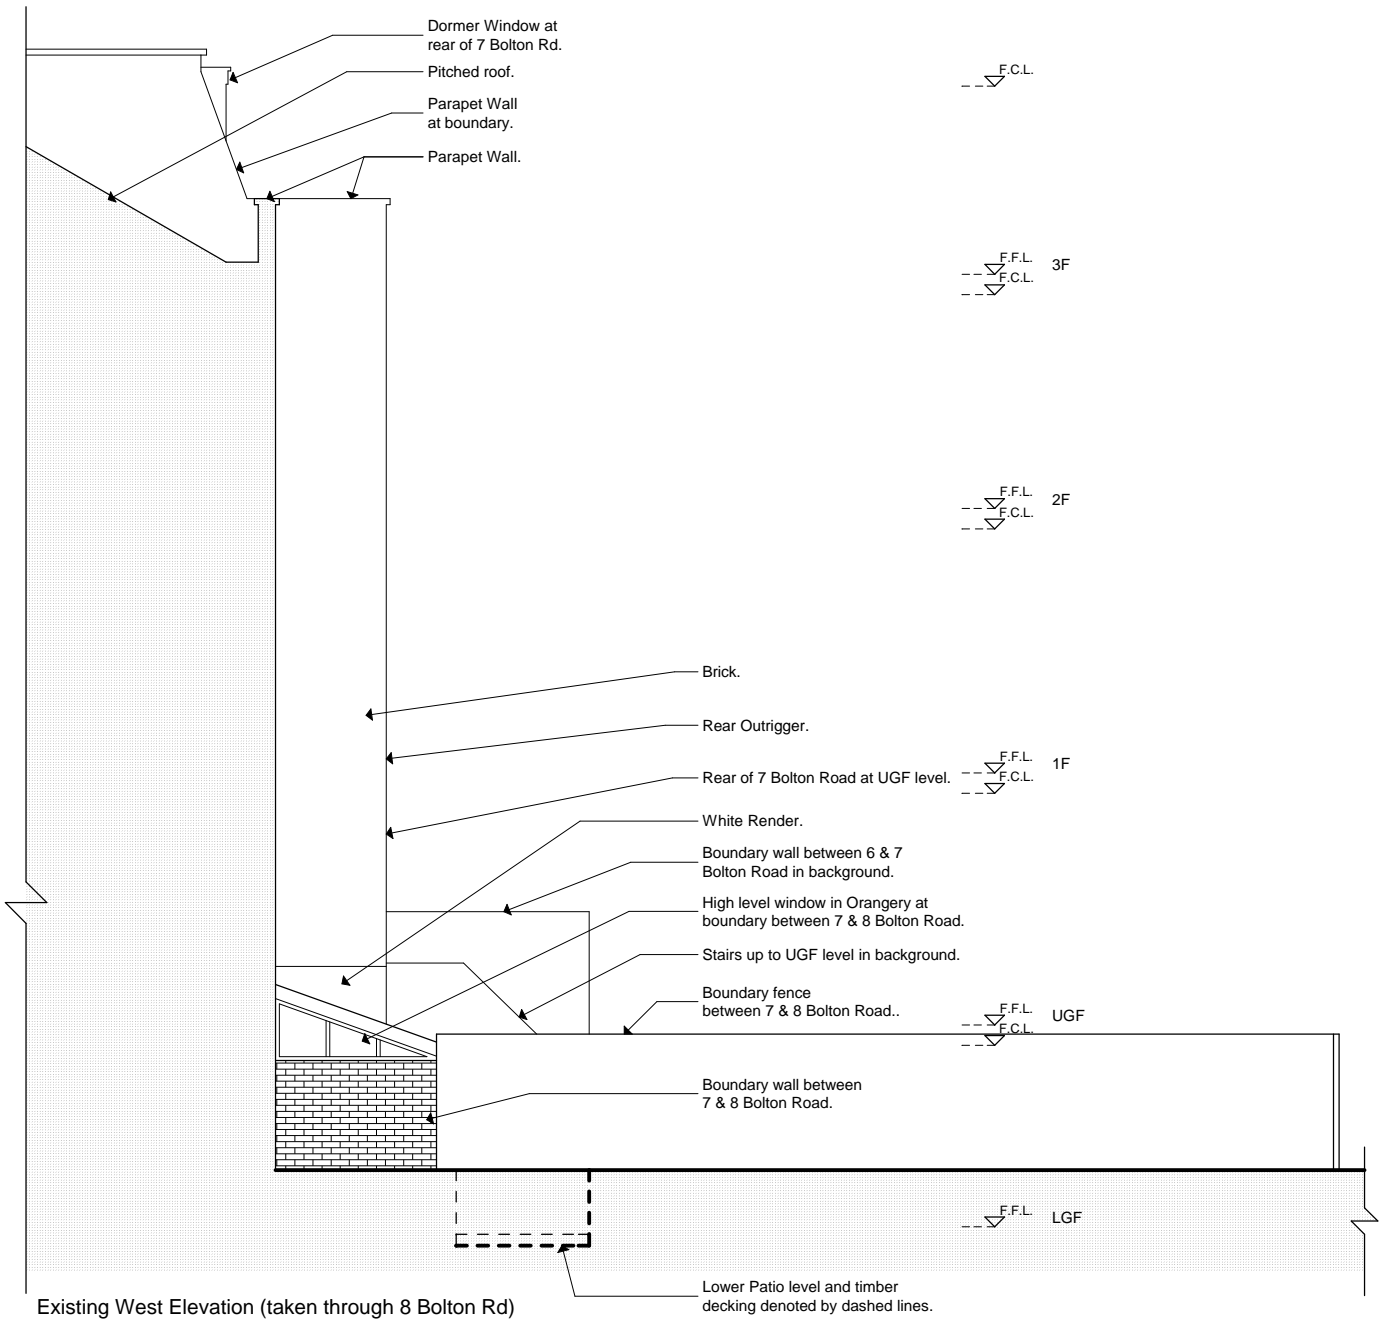 Dormer Window at
rear of 7 Bolton Rd.
Pitched roof.
Parapet Wall
at boundary.
Parapet Wall.
F.C.L.
F.F.L. 3F
F.C.L.
F.F.L. 2F
F.C.L.
Brick.
Rear Outrigger.
F.F.L. 1F
Rear of 7 Bolton Road at UGF level.
F.C.L.
White Render.
Boundary wall between 6 & 7
Bolton Road in background.
High level window in Orangery at
boundary between 7 & 8 Bolton Road.
Stairs up to UGF level in background.
Boundary fence
between 7 & 8 Bolton Road..
F.F.L. UGF
F.C.L.
Boundary wall between
7 & 8 Bolton Road.
F.F.L. LGF
Lower Patio level and timber
decking denoted by dashed lines.
Existing West Elevation (taken through 8 Bolton Rd)